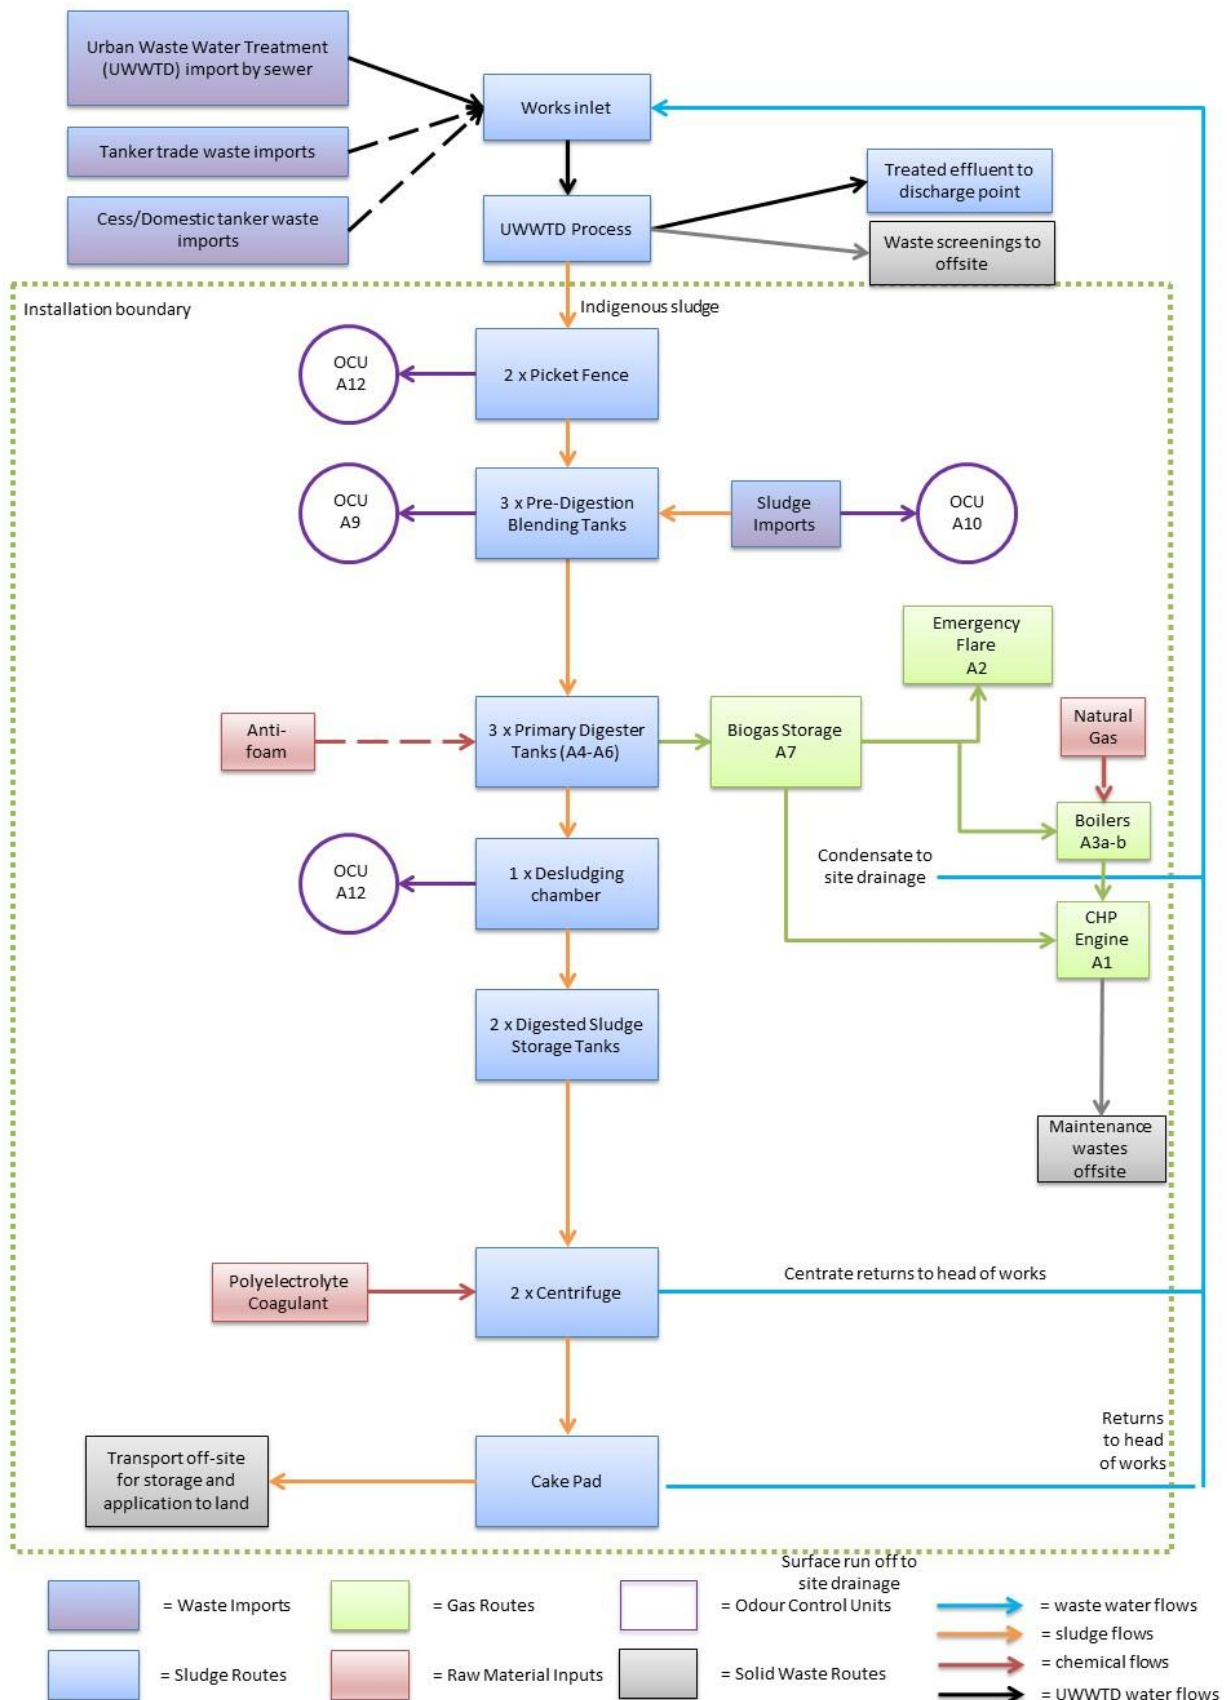 Urban Waste Water Treatment
(UWWTD) import by sewer
Works inlet
Tanker trade waste imports
Cess/Domestic tanker waste
imports
UWWTD Process
Treated effluent to
discharge point
Waste screenings to
offsite
Installation boundary
Indigenous sludge
OCU
A12
2 x Picket Fence
OCU
A9
3 x Pre-Digestion
Blending Tanks
Sludge
Imports
OCU
A10
Emergency
Flare
A2
Anti-
foam
3 x Primary Digester
Tanks (A4-A6)
Biogas Storage
A7
Natural
Gas
Boilers
A3a-b
Condensate to
site drainage
OCU
A12
1 x Desludging
chamber
CHP
Engine
A1
2 x Digested Sludge
Storage Tanks
Maintenance
wastes
offsite
Polyelectrolyte
Coagulant
2 x Centrifuge
Centrate returns to head of works
Returns
to head
of works
Transport off-site
for storage and
application to land
Cake Pad
Surface run off to
site drainage
= Waste Imports
= Gas Routes
= Odour Control Units
= waste water flows
= sludge flows
= Sludge Routes
= Raw Material Inputs
= Solid Waste Routes
= chemical flows
= UWWTD water flows